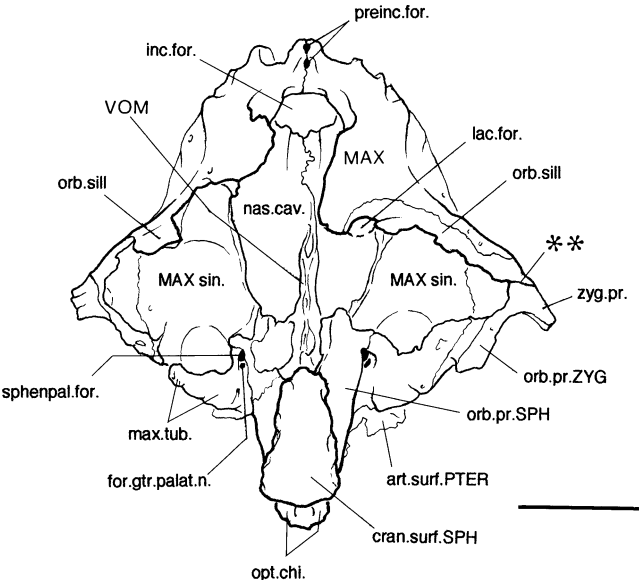 preinc.for.
inc.for.
VOM
MAX
lac.for.
orb.sill
orb.sill
nas.cav.
**
MAX sin.
MAX sin.
zyg.pr.
orb.pr.ZYG
sphenpal.for.
orb.pr.SPH
max.tub.
for.gtr.palat.n.
art.surf.PTER
cran.surf.SPH
opt.chi.